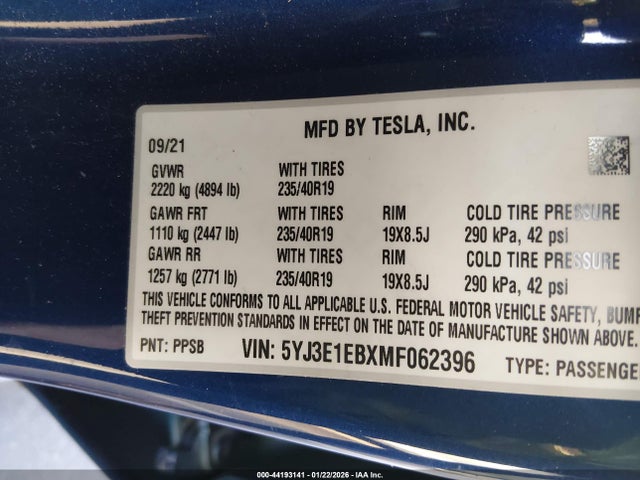 MFD BY TESLA, INC.
09/21
GVWR WITH TIRES
2220 kg (4894 lb) 235/40R19
GAWR FRT WITH TIRES RIM COLD TIRE PRESSURE
1110 kg (2447 lb) 235/40R19 19X8.5J 290 kPa, 42 psi
GAWR RR WITH TIRES RIM COLD TIRE PRESSURE
1257 kg (2771 lb) 235/40R19 19X8.5J 290 kPa, 42 psi
THIS VEHICLE CONFORMS TO ALL APPLICABLE U.S. FEDERAL MOTOR VEHICLE SAFETY, BUMP
THEFT PREVENTION STANDARDS IN EFFECT ON THE DATE OF MANUFACTURE SHOWN ABOVE.
PNT: PPSB VIN: 5YJ3E1EBXMF062396 TYPE: PASSENGE
000-44193141 - 01/22/2026 - IAA Inc.